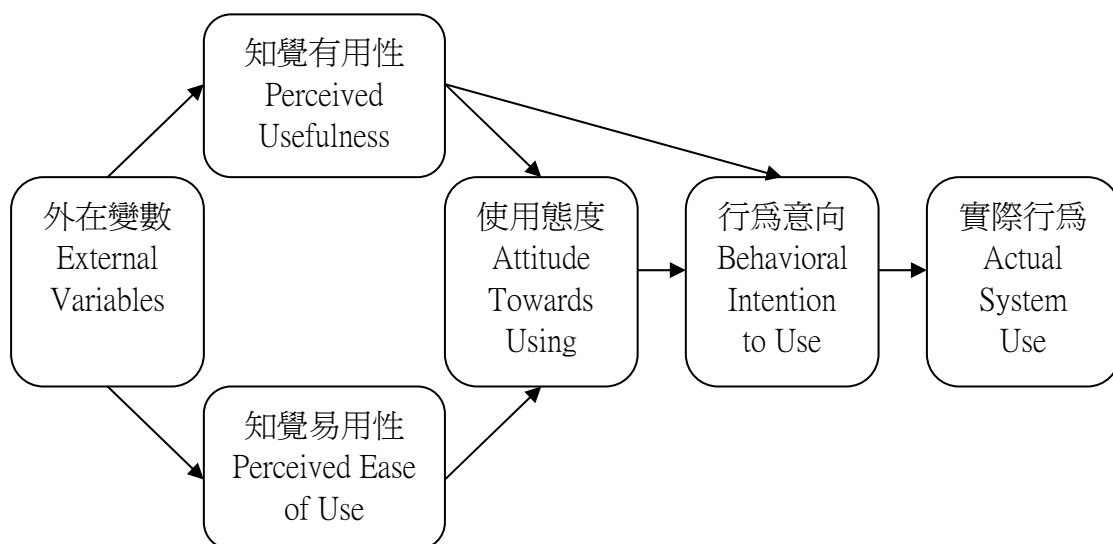 知覺有用性
Perceived
Usefulness
外在變數
External
Variables
使用態度
Attitude
Towards
Using
行爲意向
Behavioral
Intention
to Use
實際行爲
Actual
System
Use
知覺易用性
Perceived Ease
of Use